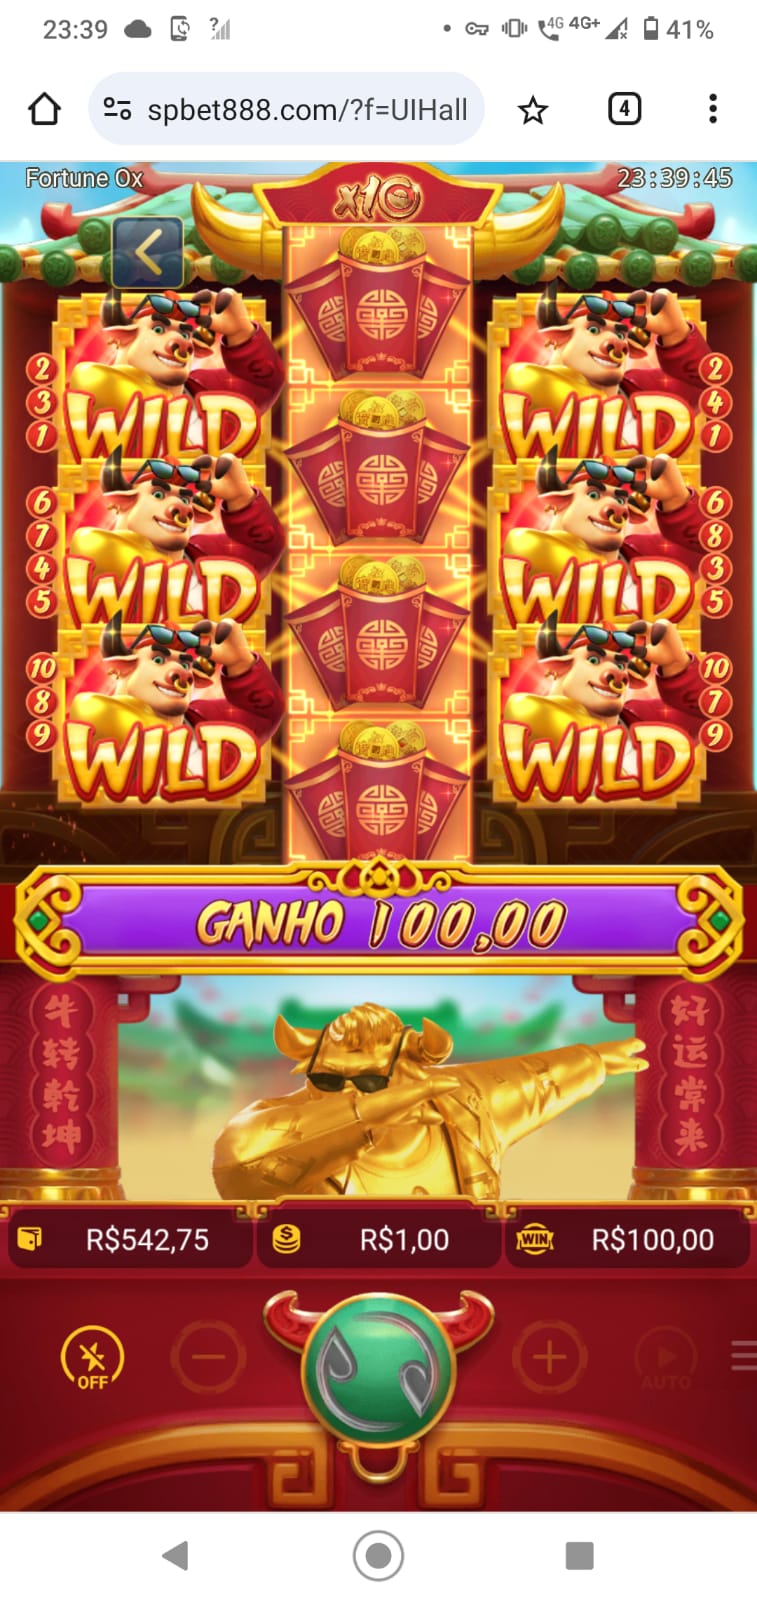 23:39
4G 4G+ 41%
spbet888.com/?f=UIHall
4
Fortune Ox
23:39:45
x10
WILD WILD
2 2
3 4
1 1
WILD WILD
6 6
7 8
4 3
5 5
WILD WILD
10 10
8 7
9 9
GANHO 100,00
牛转乾坤
好运常来
R$542,75
R$1,00
WIN R$100,00
OFF
AUTO